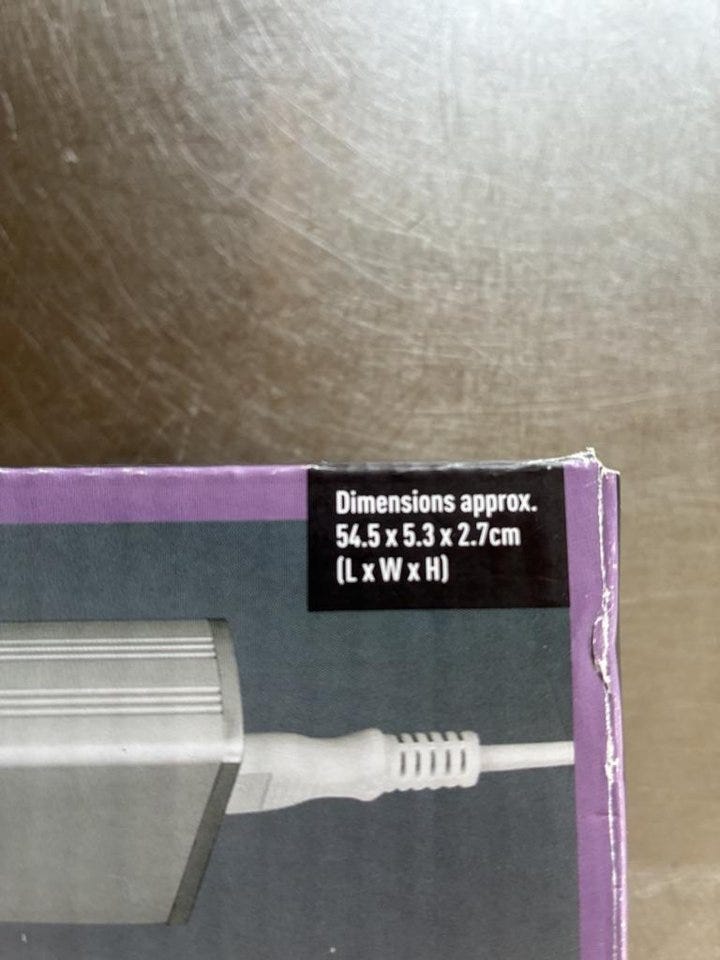 Dimensions approx.
54.5 x 5.3 x 2.7cm
(L x W x H)